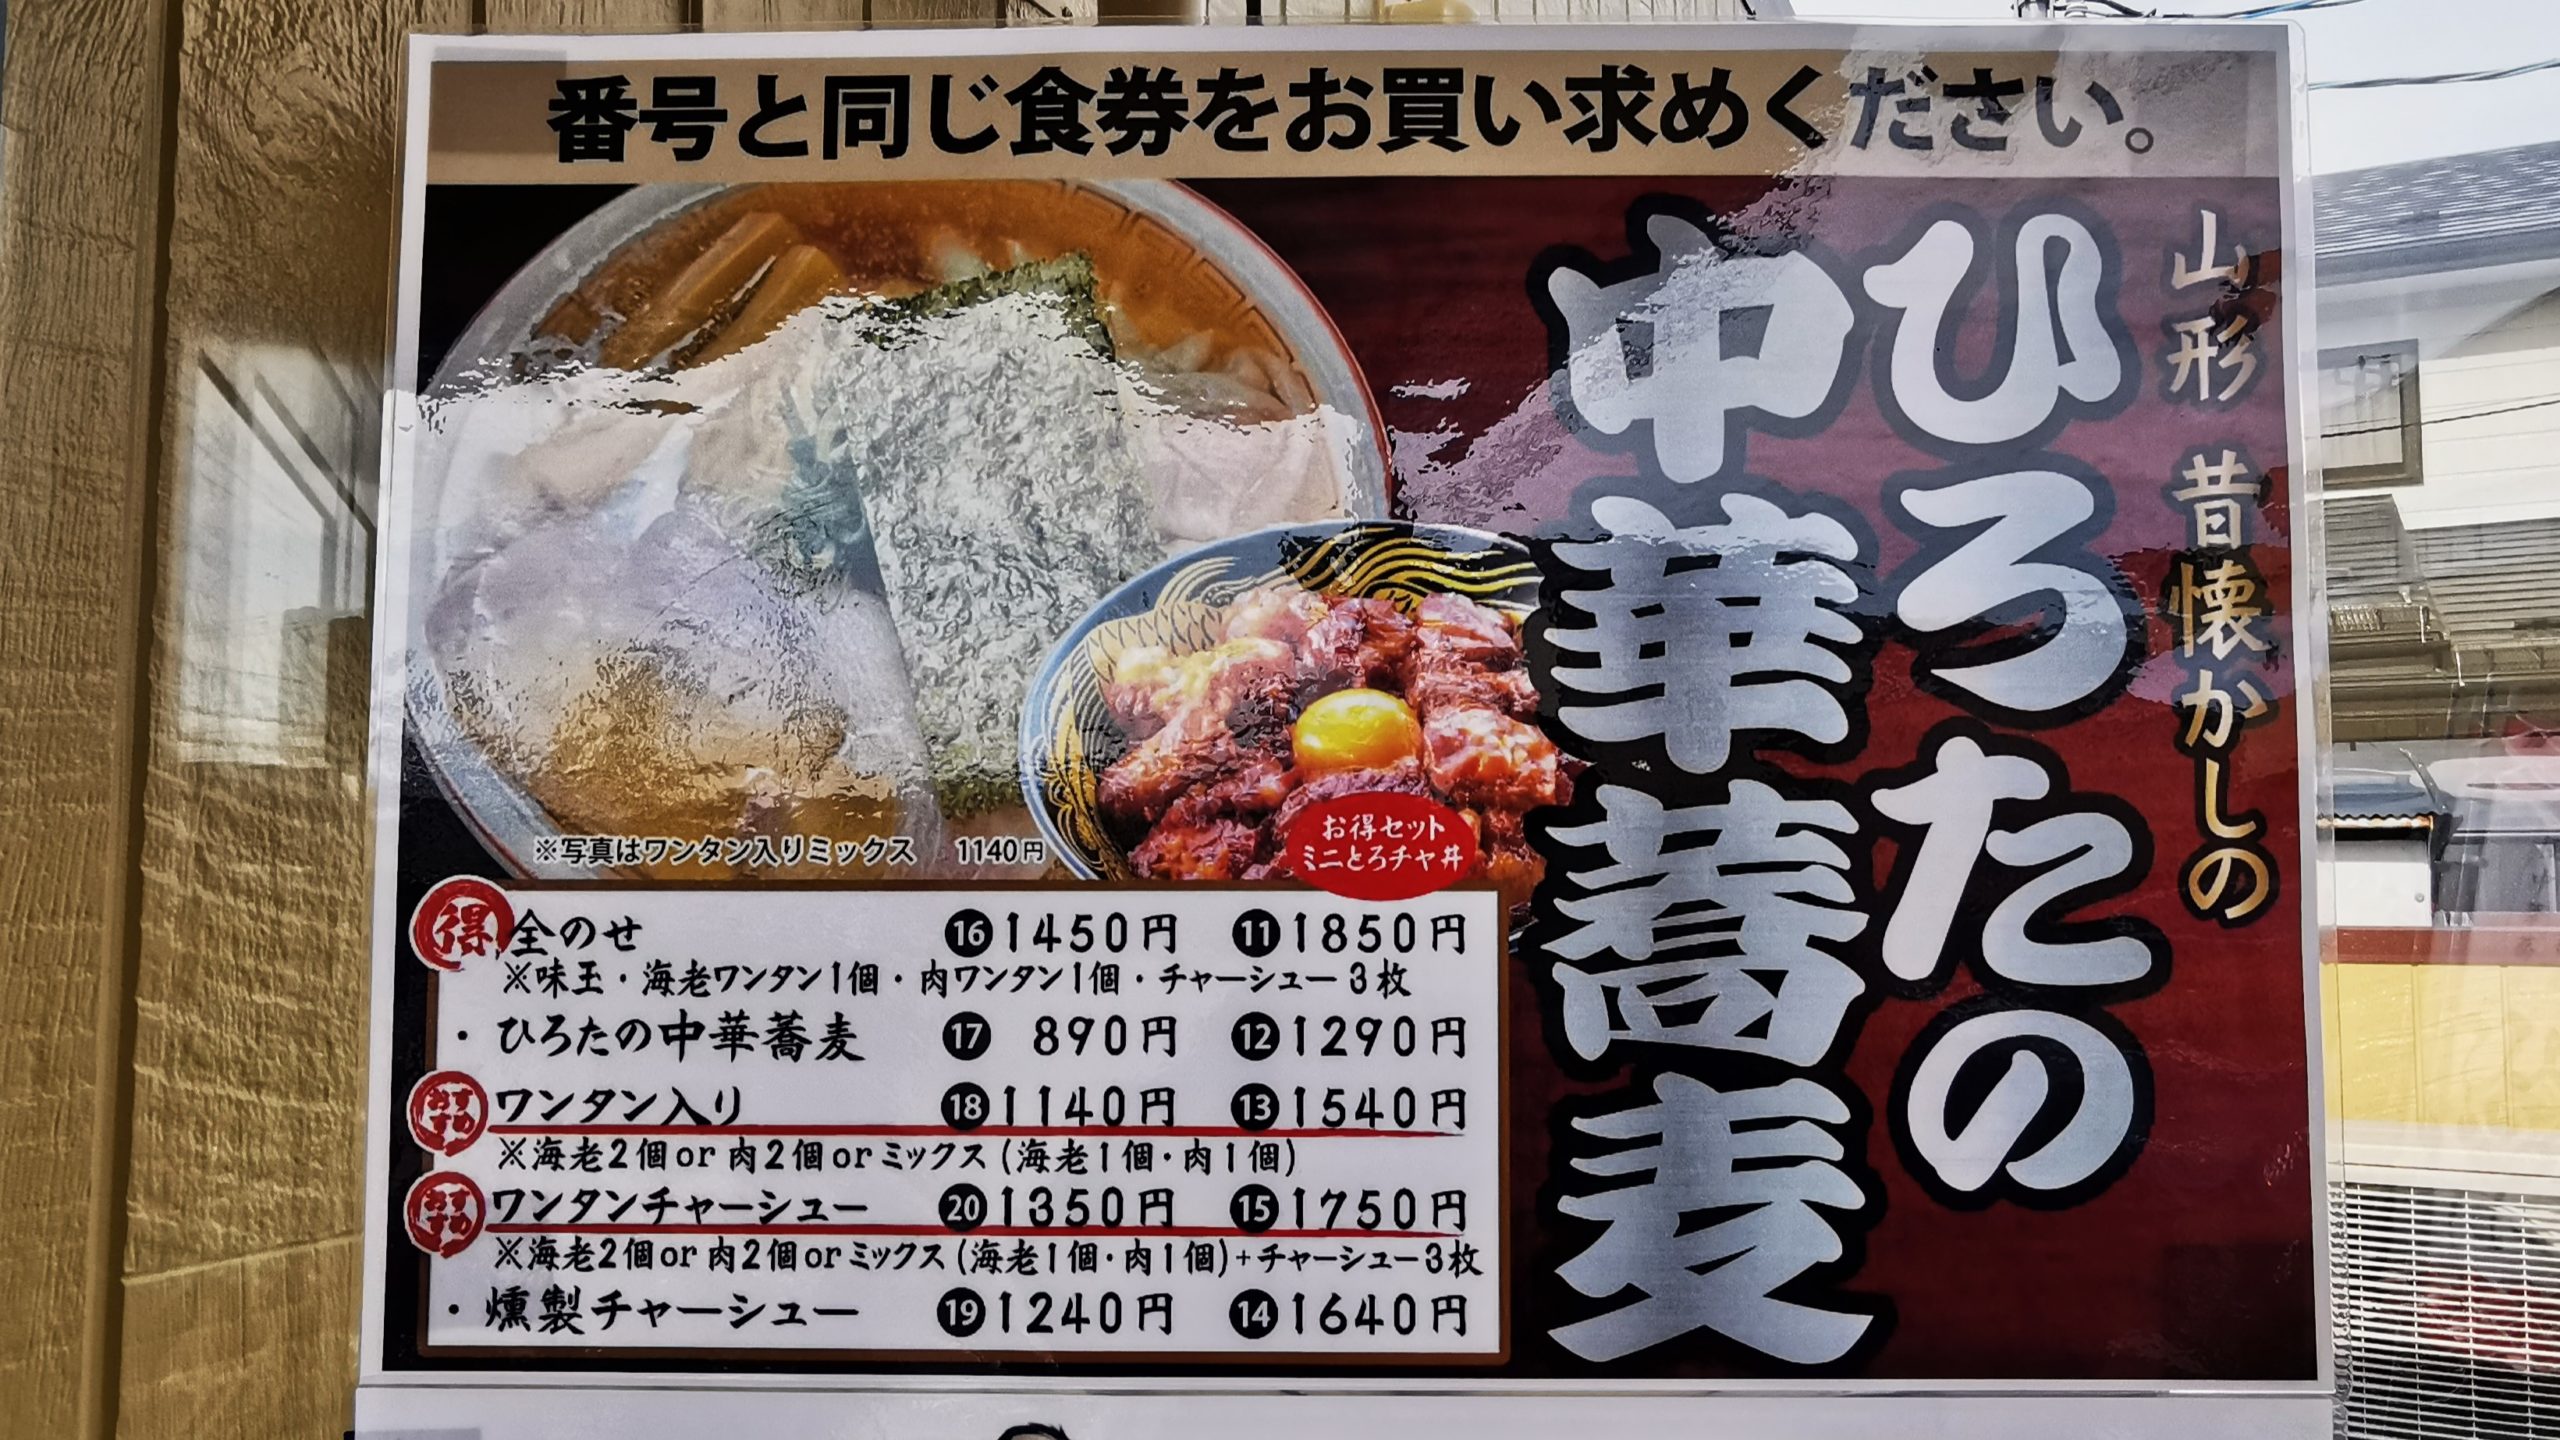 番号と同じ食券をお買い求めください。
山形 昔懐かしの
ひろたの
中華蕎麦
※写真はワンタン入りミックス 1140円
お得セット
ミニとろチャ丼
得 全のせ ⑯1450円 ⑪1850円
※味玉・海老ワンタン1個・肉ワンタン1個・チャーシュー3枚
・ひろたの中華蕎麦 ⑰ 890円 ⑫1290円
おすすめ ワンタン入り ⑱1140円 ⑬1540円
※海老2個or肉2個orミックス(海老1個・肉1個)
おすすめ ワンタンチャーシュー ⑳1350円 ⑮1750円
※海老2個or肉2個orミックス(海老1個・肉1個)+チャーシュー3枚
・燻製チャーシュー ⑲1240円 ⑭1640円